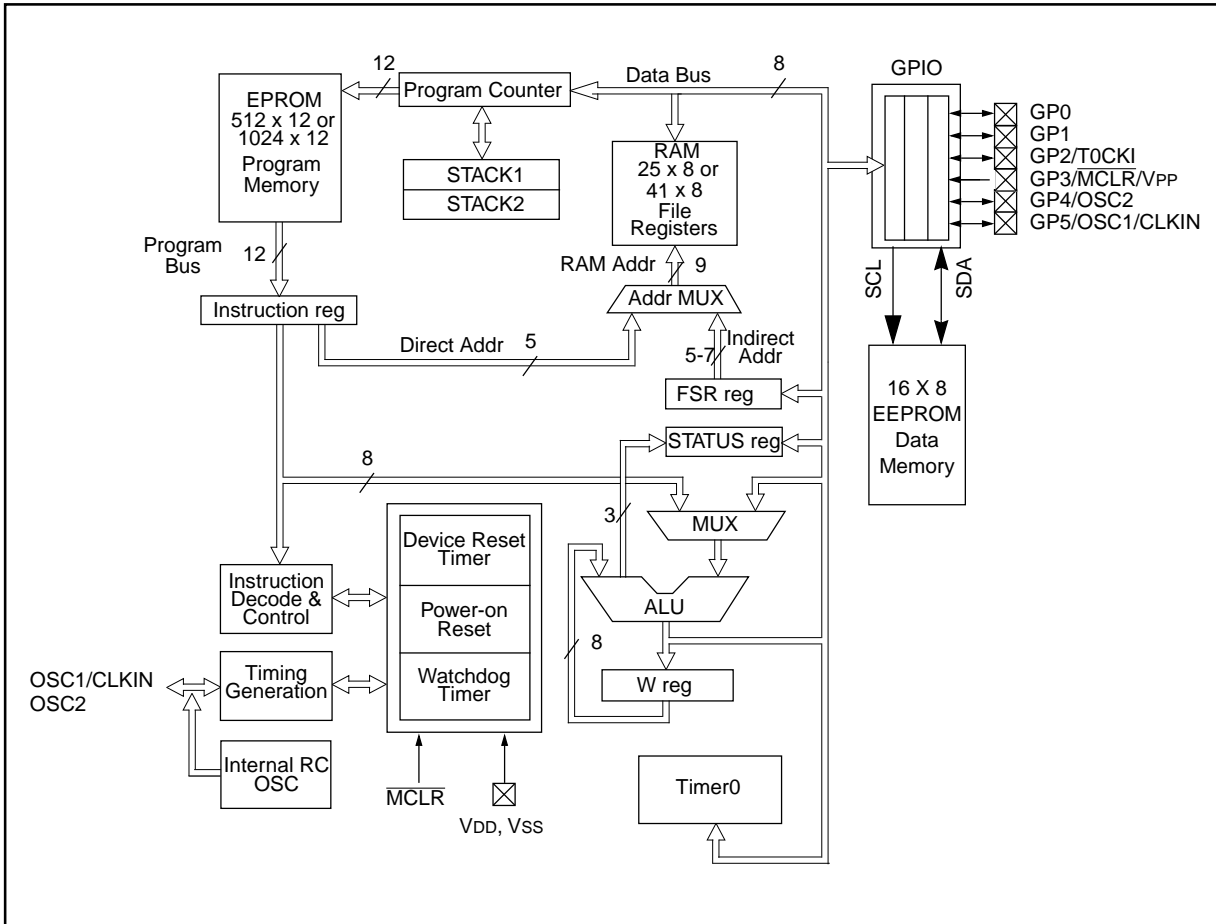 12
Data Bus
8
GPIO
Program Counter
EPROM
512 x 12 or
1024 x 12
Program
Memory
STACK1
STACK2
RAM
25 x 8 or
41 x 8
File
Registers
GP0
GP1
GP2/T0CKI
GP3/MCLR/VPP
GP4/OSC2
GP5/OSC1/CLKIN
Program
Bus
12
RAM Addr
9
SCL
SDA
Instruction reg
Addr MUX
Direct Addr
5
5-7
Indirect
Addr
FSR reg
16 X 8
EEPROM
Data
Memory
STATUS reg
8
3
MUX
Device Reset
Timer
Instruction
Decode &
Control
Power-on
Reset
ALU
8
OSC1/CLKIN
OSC2
Timing
Generation
Watchdog
Timer
W reg
Internal RC
OSC
MCLR
VDD, VSS
Timer0